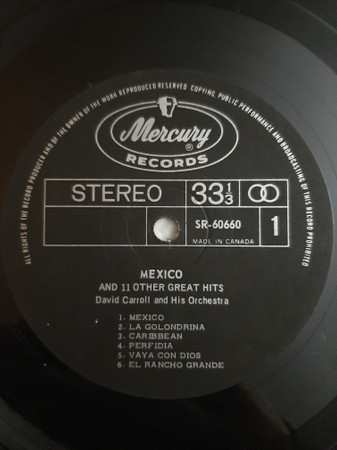 ALL RIGHTS OF THE RECORD PRODUCER AND OF THE OWNER OF THE WORK REPRODUCED RESERVED COPYING, PUBLIC PERFORMANCE AND BROADCASTING OF THIS RECORD PROHIBITED
Mercury
®
RECORDS
STEREO 33 1/3
SR-60660 1
MADE IN CANADA
MEXICO
AND 11 OTHER GREAT HITS
David Carroll and His Orchestra
1. MEXICO
2. LA GOLONDRINA
3. CARIBBEAN
4. PERFIDIA
5. VAYA CON DIOS
6. EL RANCHO GRANDE